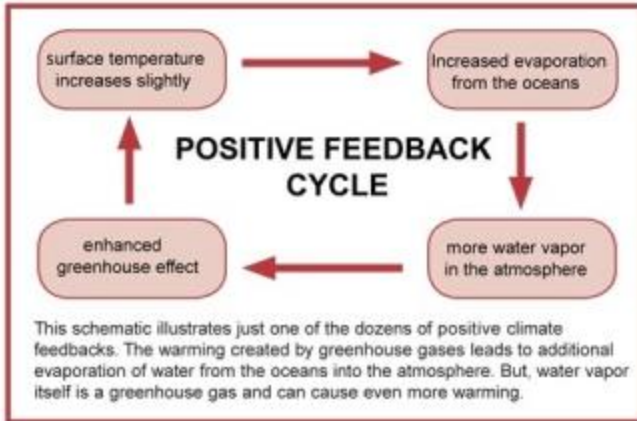 surface temperature
increases slightly
Increased evaporation
from the oceans
POSITIVE FEEDBACK
CYCLE
enhanced
greenhouse effect
more water vapor
in the atmosphere
This schematic illustrates just one of the dozens of positive climate
feedbacks. The warming created by greenhouse gases leads to additional
evaporation of water from the oceans into the atmosphere. But, water vapor
itself is a greenhouse gas and can cause even more warming.